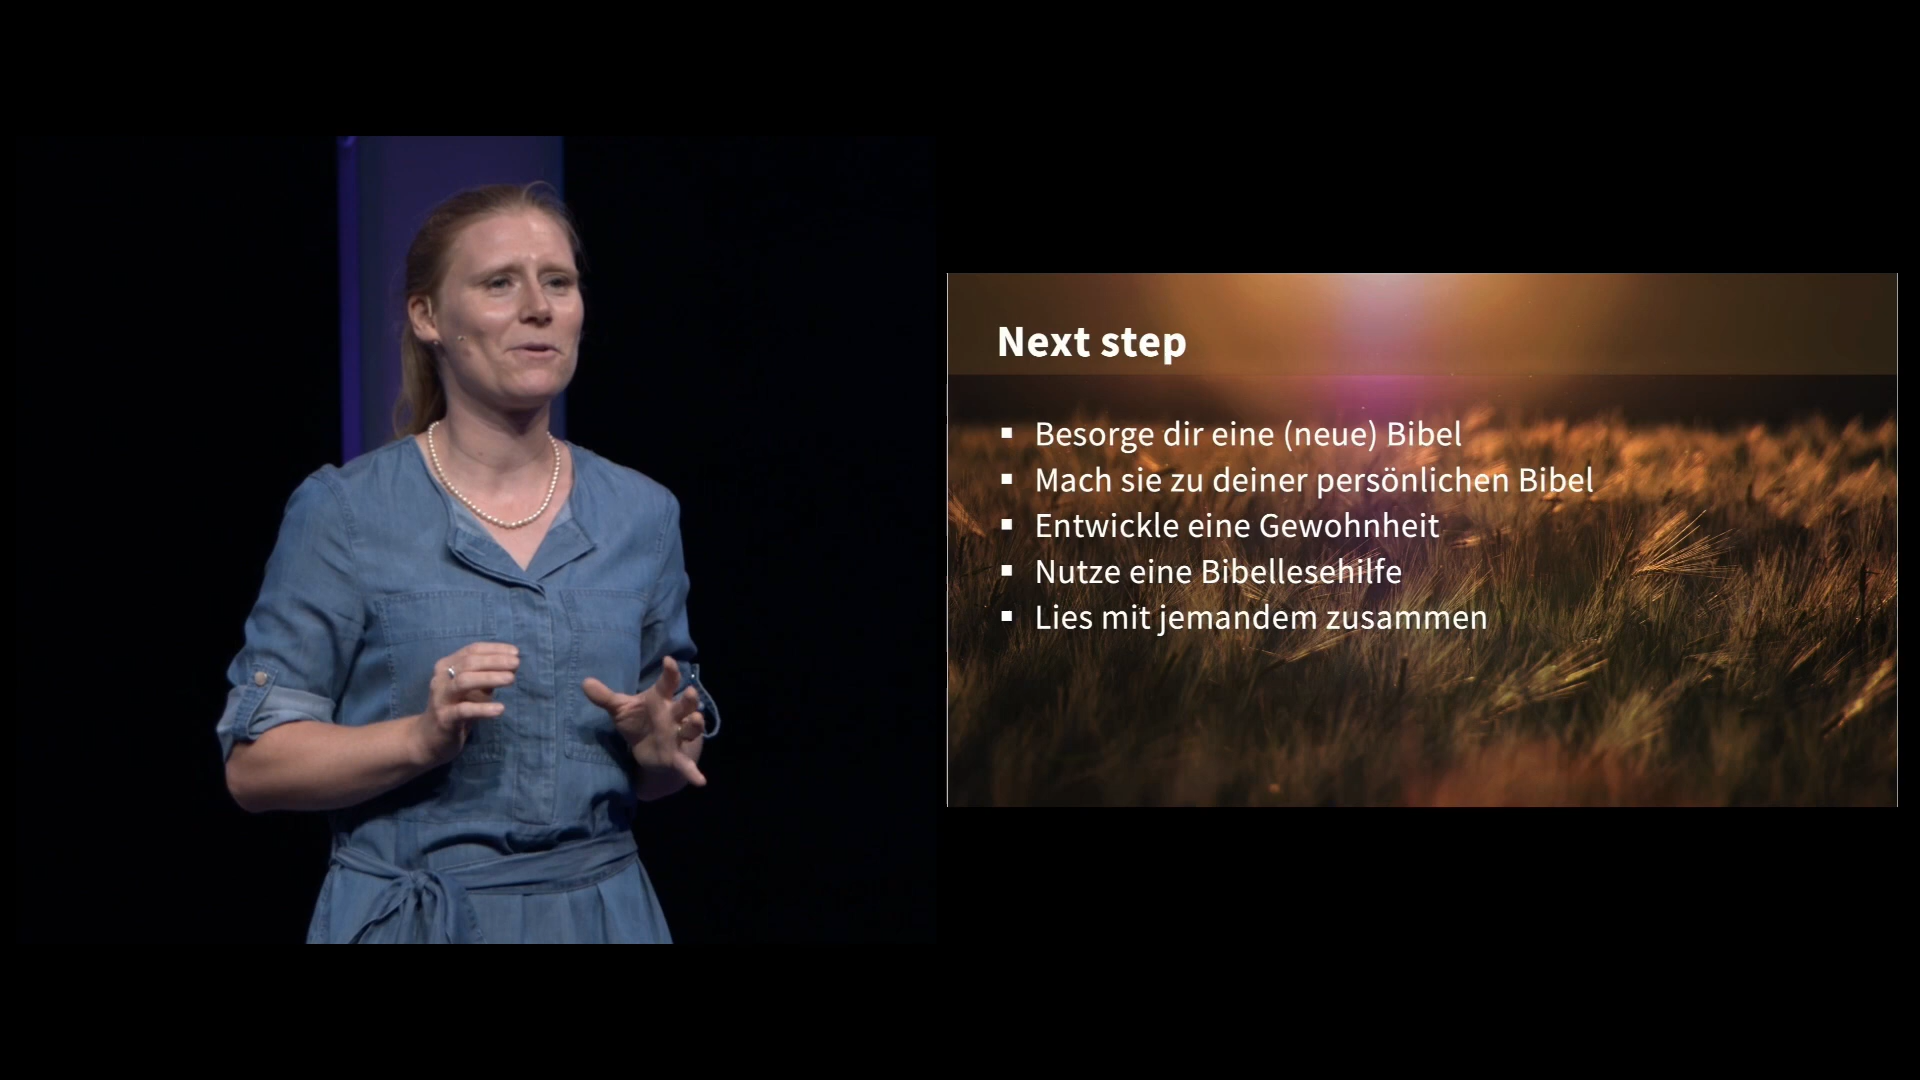 Next step
▪ Besorge dir eine (neue) Bibel
▪ Mach sie zu deiner persönlichen Bibel
▪ Entwickle eine Gewohnheit
▪ Nutze eine Bibellesehilfe
▪ Lies mit jemandem zusammen